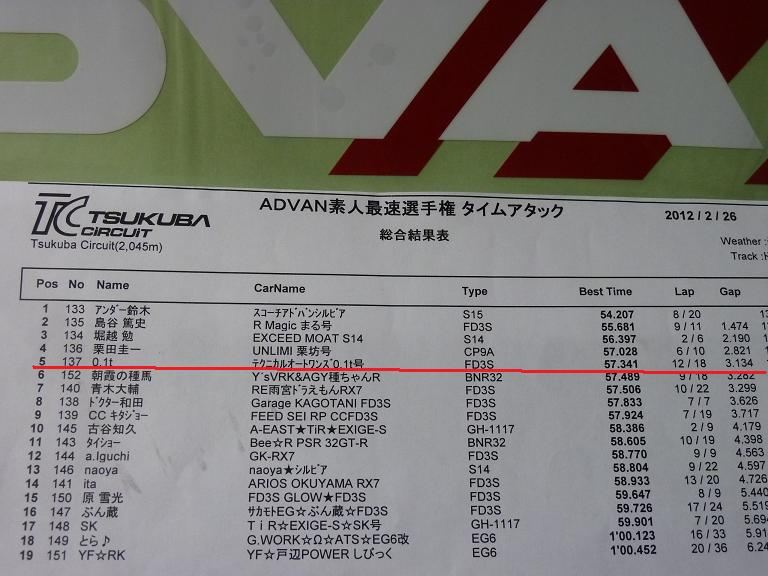 ADVA
TC TSUKUBA CIRCUIT
ADVAN素人最速選手権 タイムアタック
2012 / 2 / 26
総合結果表
Tsukuba Circuit(2,045m)
Weather :
Track :
Pos No Name CarName Type Best Time Lap Gap
1 133 アンダー鈴木 スコーチアドバンシルビア S15 54.207 8 / 20
2 135 島谷 篤史 R Magic まる号 FD3S 55.681 9 / 11 1.474
3 134 堀越 勉 EXCEED MOAT S14 S14 56.397 2 / 6 2.190
4 136 栗田圭一 UNLIMI 栗坊号 CP9A 57.028 6 / 10 2.821
5 137 0.1t テクニカルオートワンズ0.1t号 FD3S 57.341 12 / 18 3.134
6 152 朝霞の種馬 Y'sVRK&AGY種ちゃんR BNR32 57.489 9 / 18 3.282
7 140 青木大輔 RE雨宮ドラえもんRX7 FD3S 57.506 10 / 22 3.299
8 138 ドクター和田 Garage KAGOTANI FD3S FD3S 57.833 7 / 7 3.626
9 139 CC キタジョー FEED SEI RP CCFD3S FD3S 57.924 7 / 19 3.717
10 145 古谷知久 A-EAST★TiR★EXIGE-S GH-1117 58.386 2 / 9 4.179
11 143 タイショー Bee☆R PSR 32GT-R BNR32 58.605 10 / 19 4.398
12 144 a.Iguchi GK-RX7 FD3S 58.770 9 / 9 4.563
13 146 naoya naoya★シルビア S14 58.804 9 / 22 4.597
14 141 ita ARIOS OKUYAMA RX7 FD3S 58.933 13 / 20 4.726
15 150 原 雪光 FD3S GLOW★FD3S FD3S 59.647 8 / 9 5.440
16 147 ぶん蔵 サカモトEG☆ぶん蔵☆FD3S FD3S 59.726 17 / 24 5.519
17 148 SK TiR☆EXIGE-S☆SK号 GH-1117 59.901 7 / 20 5.694
18 149 とら♪ G.WORK☆Ω☆ATS★EG6改 EG6 1'00.123 16 / 33 5.91
19 151 YF☆RK YF☆戸辺POWER しびっく EG6 1'00.452 20 / 36 6.24